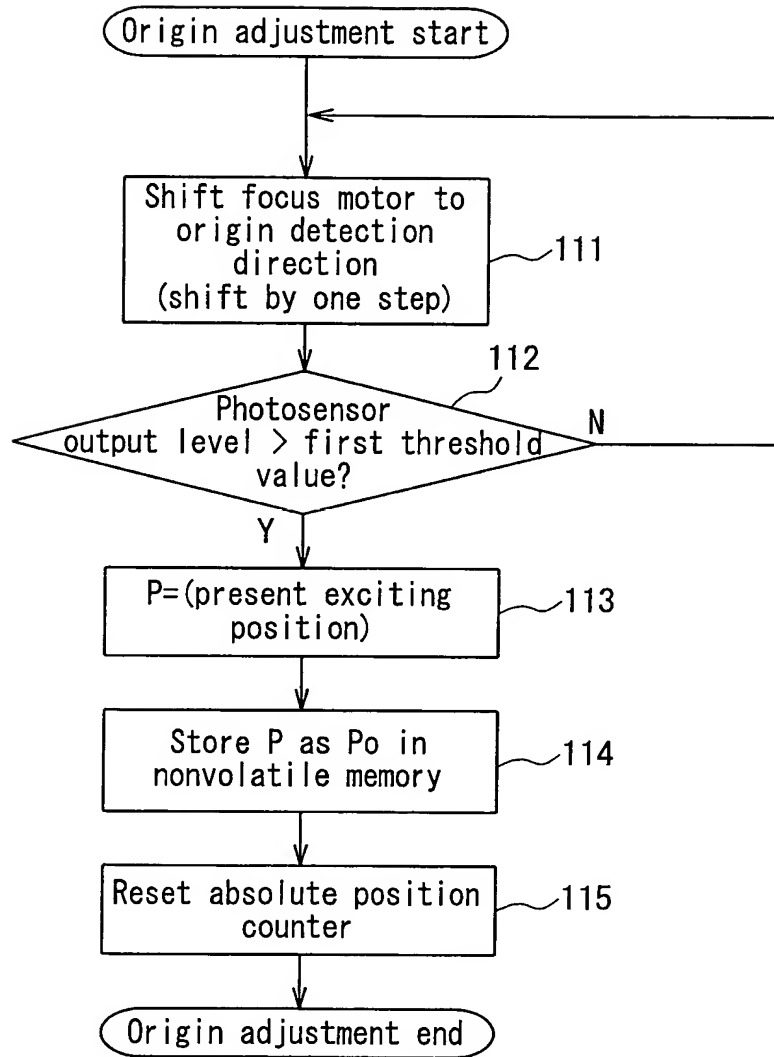 Origin adjustment start
Shift focus motor to
origin detection
direction
(shift by one step)
111
112
Photosensor
output level > first threshold
value?
N
Y
P=(present exciting
position)
113
Store P as Po in
nonvolatile memory
114
Reset absolute position
counter
115
Origin adjustment end